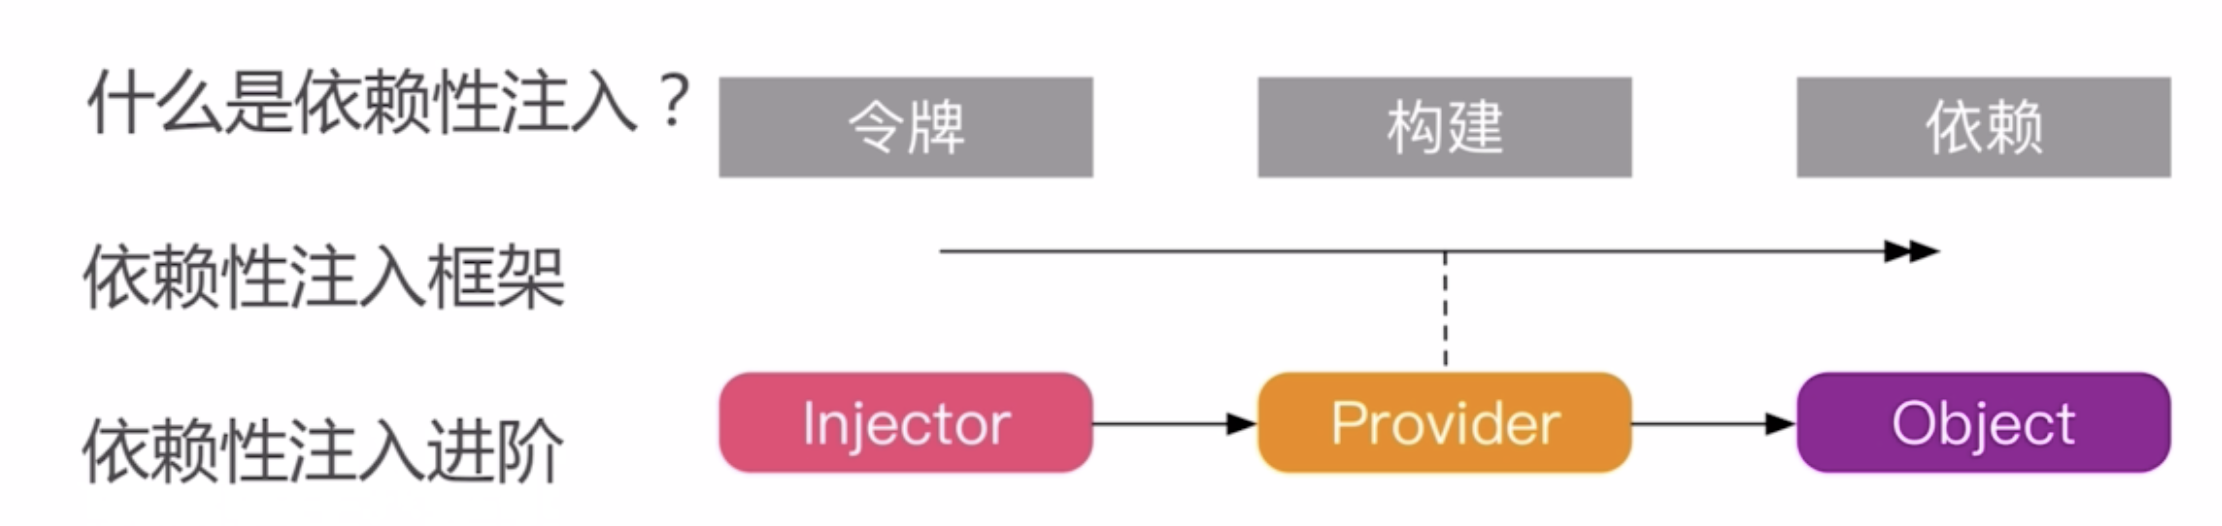 什么是依赖性注入？
令牌
构建
依赖
依赖性注入框架
依赖性注入进阶
Injector
Provider
Object